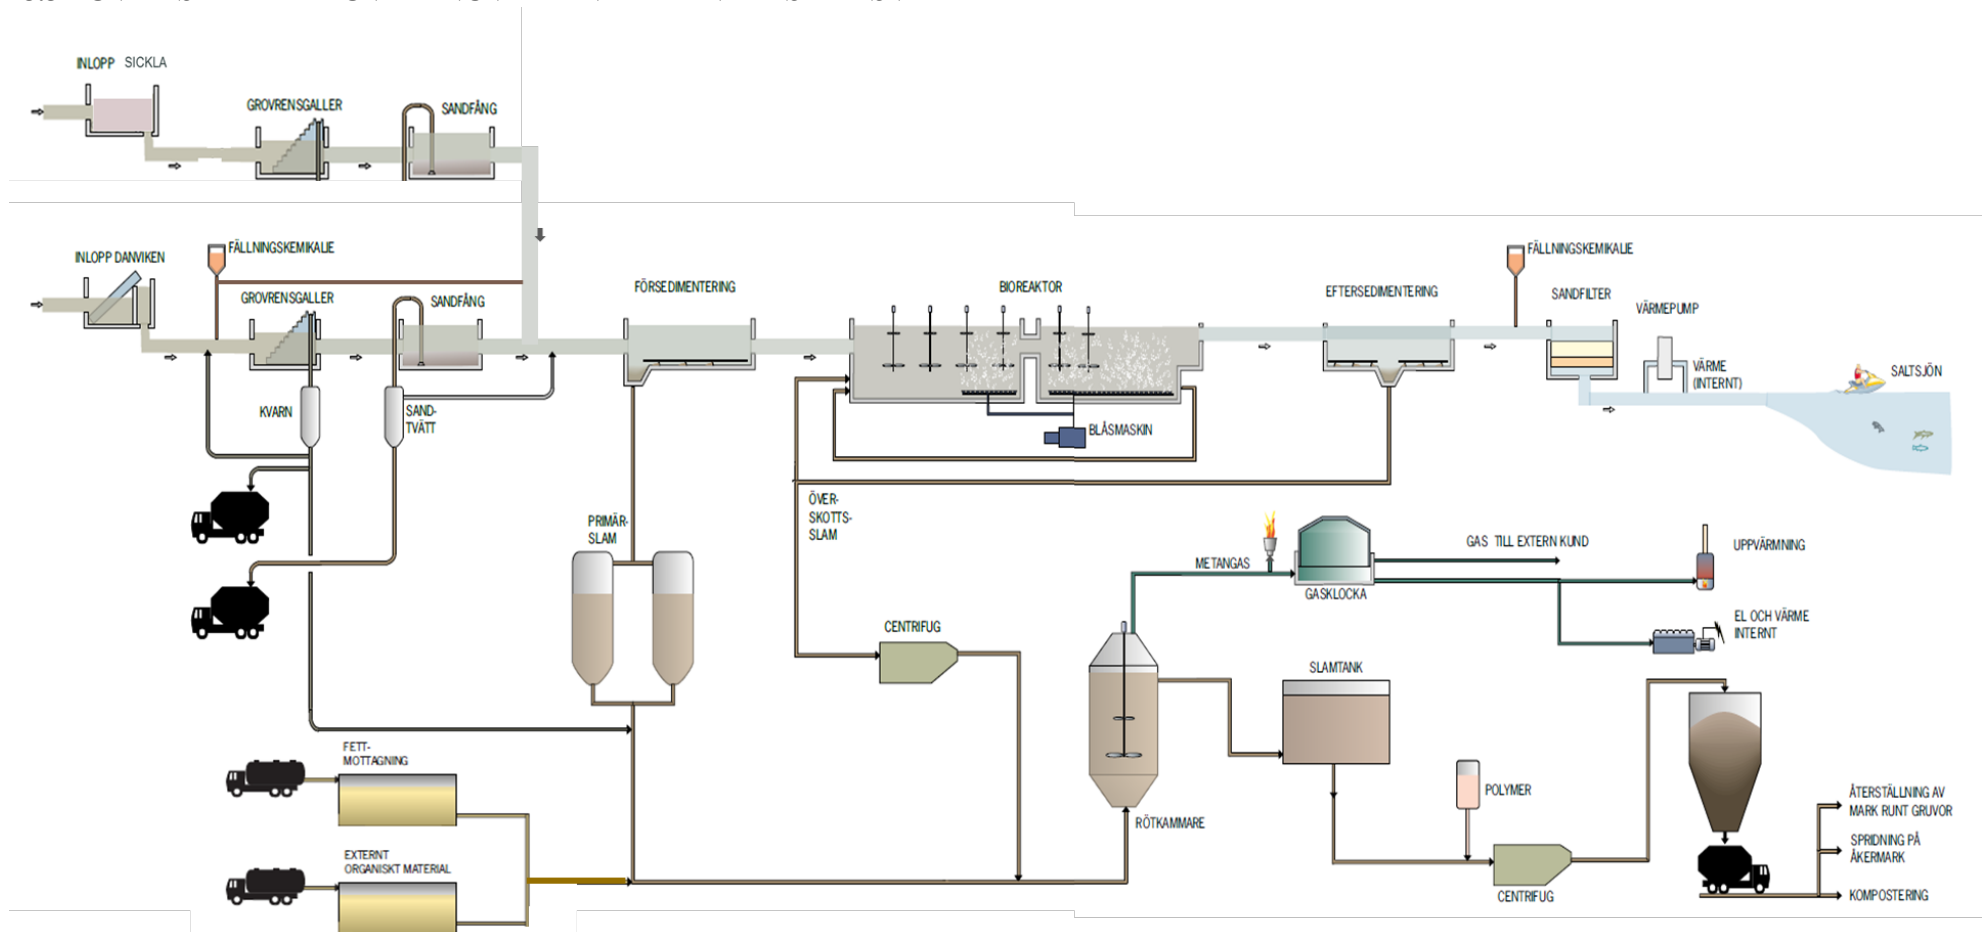 INLOPP SICKLA
GROVRENSGALLER
SANDFÅNG
INLOPP DANVIKEN
FÄLLNINGSKEMIKALIE
GROVRENSGALLER
SANDFÅNG
FÖRSEDIMENTERING
BIOREAKTOR
EFTERSEDIMENTERING
FÄLLNINGSKEMIKALIE
SANDFILTER
VÄRMEPUMP
VÄRME
(INTERNT)
SALTSJÖN
KVARN
SAND-
TVÄTT
BLÅSMASKIN
ÖVER-
SKOTTS-
SLAM
PRIMÄR-
SLAM
METANGAS
GASKLOCKA
GAS TILL EXTERN KUND
UPPVÄRMNING
EL OCH VÄRME
INTERNT
CENTRIFUG
SLAMTANK
FETT-
MOTTAGNING
EXTERNT
ORGANISKT MATERIAL
RÖTKAMMARE
POLYMER
CENTRIFUG
ÅTERSTÄLLNING AV
MARK RUNT GRUVOR
SPRIDNING PÅ
ÅKERMARK
KOMPOSTERING